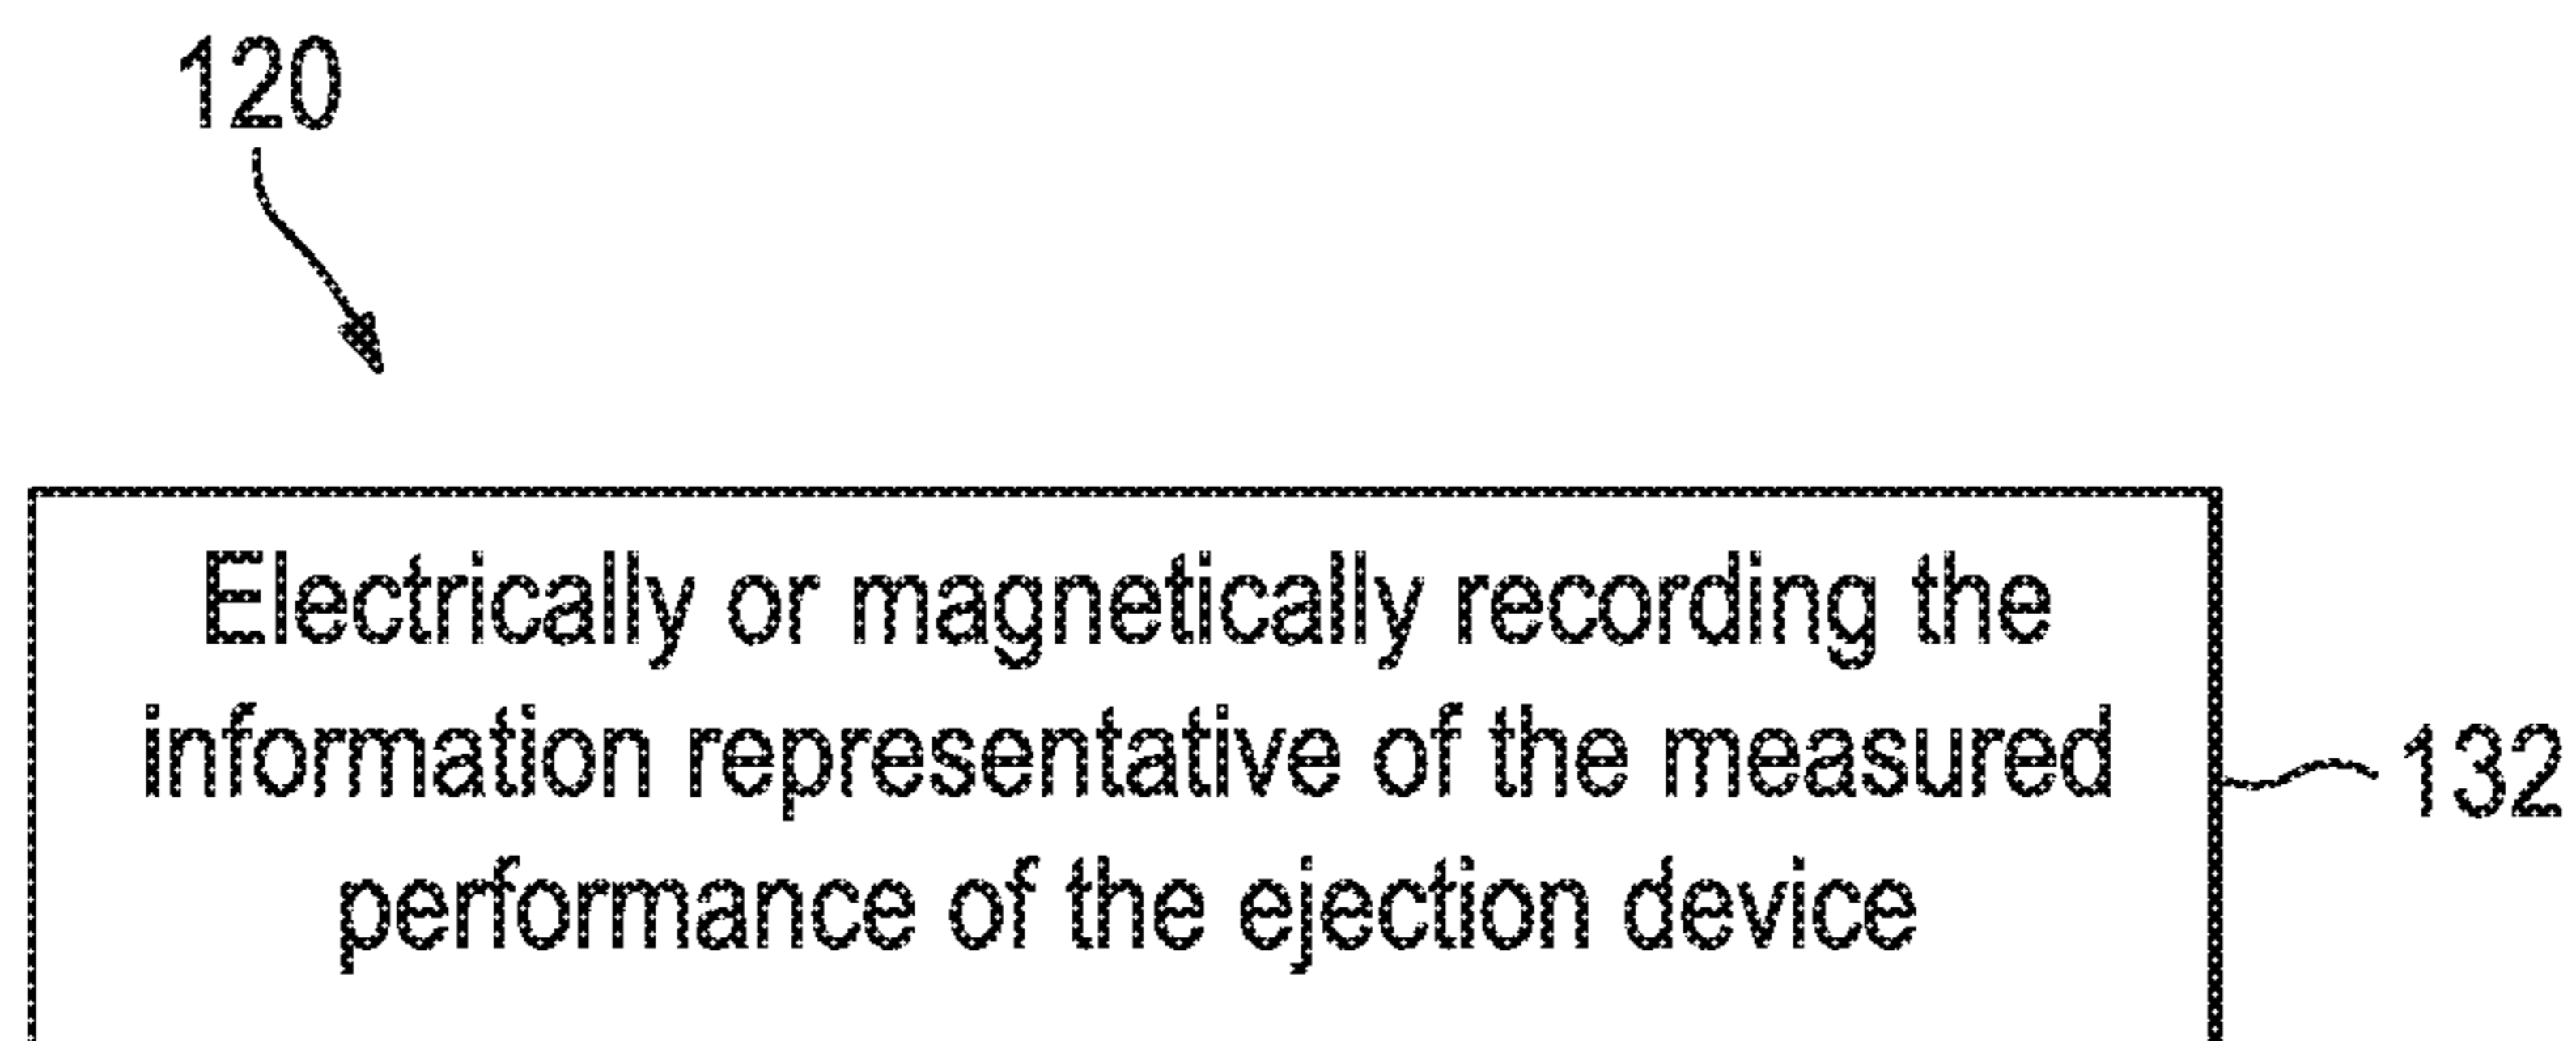 120
Electrically or magnetically recording the
information representative of the measured
performance of the ejection device
132